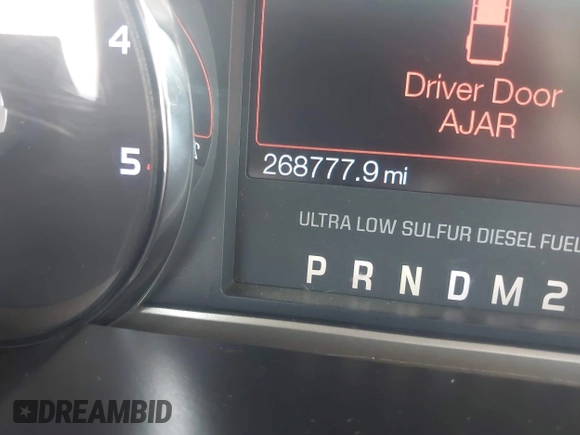 4
5
Driver Door
AJAR
268777.9 mi
ULTRA LOW SULFUR DIESEL FUEL
P R N D M 2
DREAMBID